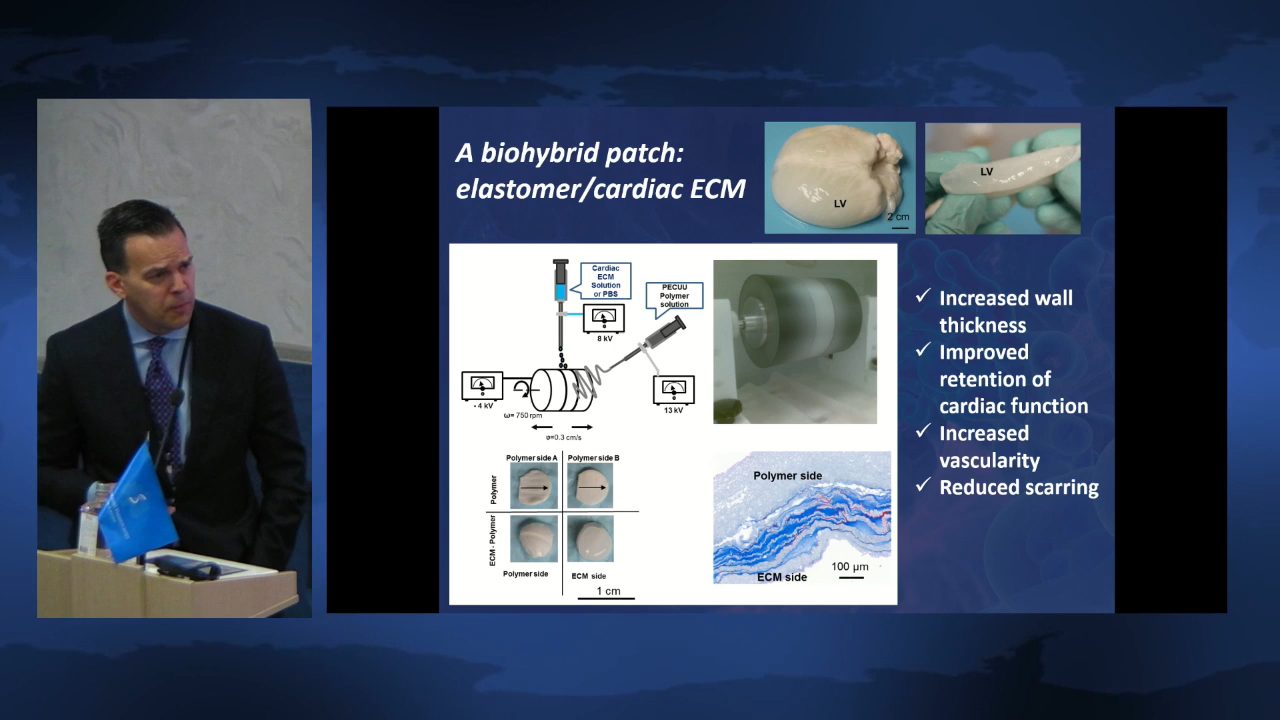 A biohybrid patch:
elastomer/cardiac ECM
LV
2 cm
LV
Cardiac
ECM
Solution
or PBS
PECUU
Polymer
solution
8 kV
- 4 kV
13 kV
ω= 750 rpm
υ=0.3 cm/s
Polymer side A
Polymer side B
Polymer
ECM - Polymer
Polymer side
ECM side
1 cm
Polymer side
100 μm
ECM side
✓ Increased wall
thickness
✓ Improved
retention of
cardiac function
✓ Increased
vascularity
✓ Reduced scarring